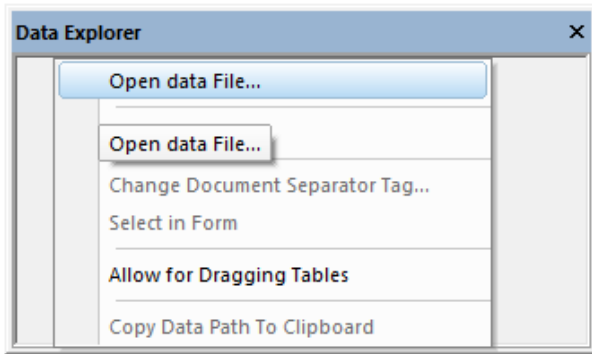 Data Explorer
Open data File...
Open data File...
Change Document Separator Tag...
Select in Form
Allow for Dragging Tables
Copy Data Path To Clipboard